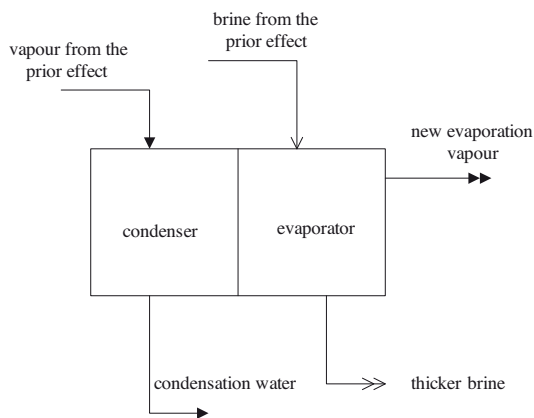 brine from the
prior effect
vapour from the
prior effect
new evaporation
vapour
condenser
evaporator
condensation water
thicker brine